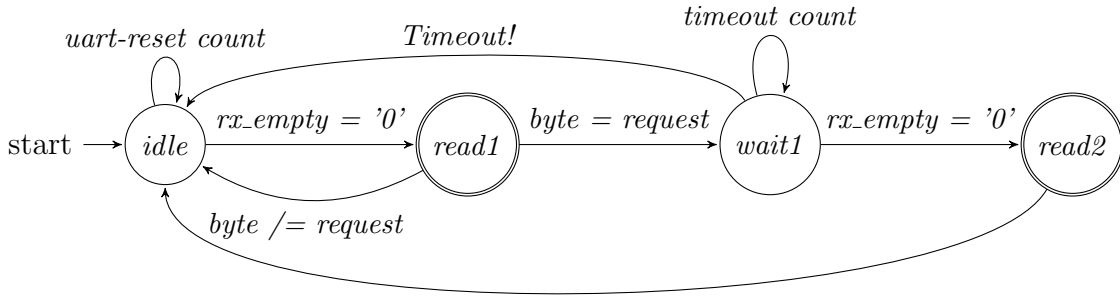 uart-reset count
Timeout!
timeout count
start
idle
rx_empty = '0'
read1
byte = request
wait1
rx_empty = '0'
read2
byte /= request